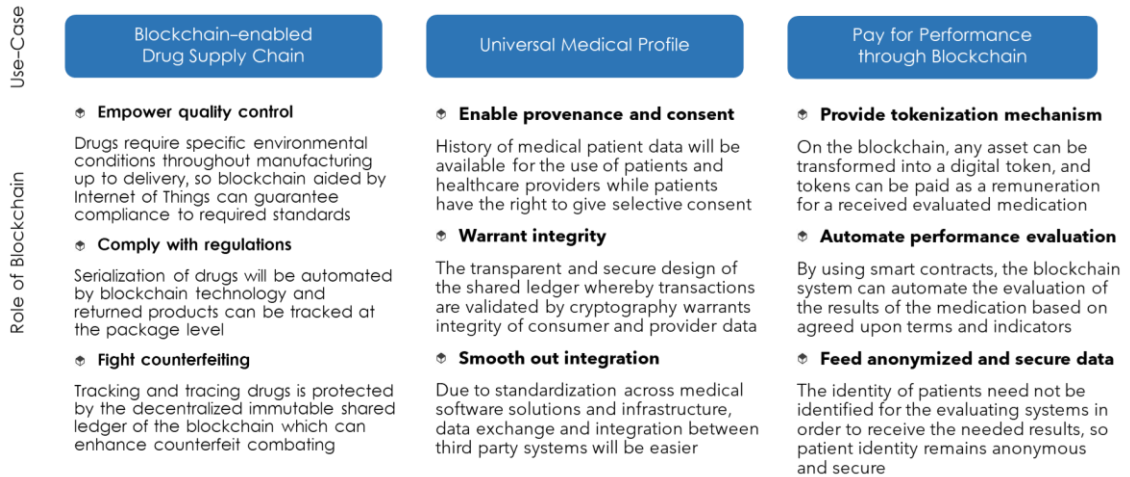 Use-Case
Blockchain-enabled
Drug Supply Chain
Universal Medical Profile
Pay for Performance
through Blockchain
Role of Blockchain
Empower quality control
Drugs require specific environmental
conditions throughout manufacturing
up to delivery, so blockchain aided by
Internet of Things can guarantee
compliance to required standards
Comply with regulations
Serialization of drugs will be automated
by blockchain technology and
returned products can be tracked at
the package level
Fight counterfeiting
Tracking and tracing drugs is protected
by the decentralized immutable shared
ledger of the blockchain which can
enhance counterfeit combating
Enable provenance and consent
History of medical patient data will be
available for the use of patients and
healthcare providers while patients
have the right to give selective consent
Warrant integrity
The transparent and secure design of
the shared ledger whereby transactions
are validated by cryptography warrants
integrity of consumer and provider data
Smooth out integration
Due to standardization across medical
software solutions and infrastructure,
data exchange and integration between
third party systems will be easier
Provide tokenization mechanism
On the blockchain, any asset can be
transformed into a digital token, and
tokens can be paid as a remuneration
for a received evaluated medication
Automate performance evaluation
By using smart contracts, the blockchain
system can automate the evaluation of
the results of the medication based on
agreed upon terms and indicators
Feed anonymized and secure data
The identity of patients need not be
identified for the evaluating systems in
order to receive the needed results, so
patient identity remains anonymous
and secure